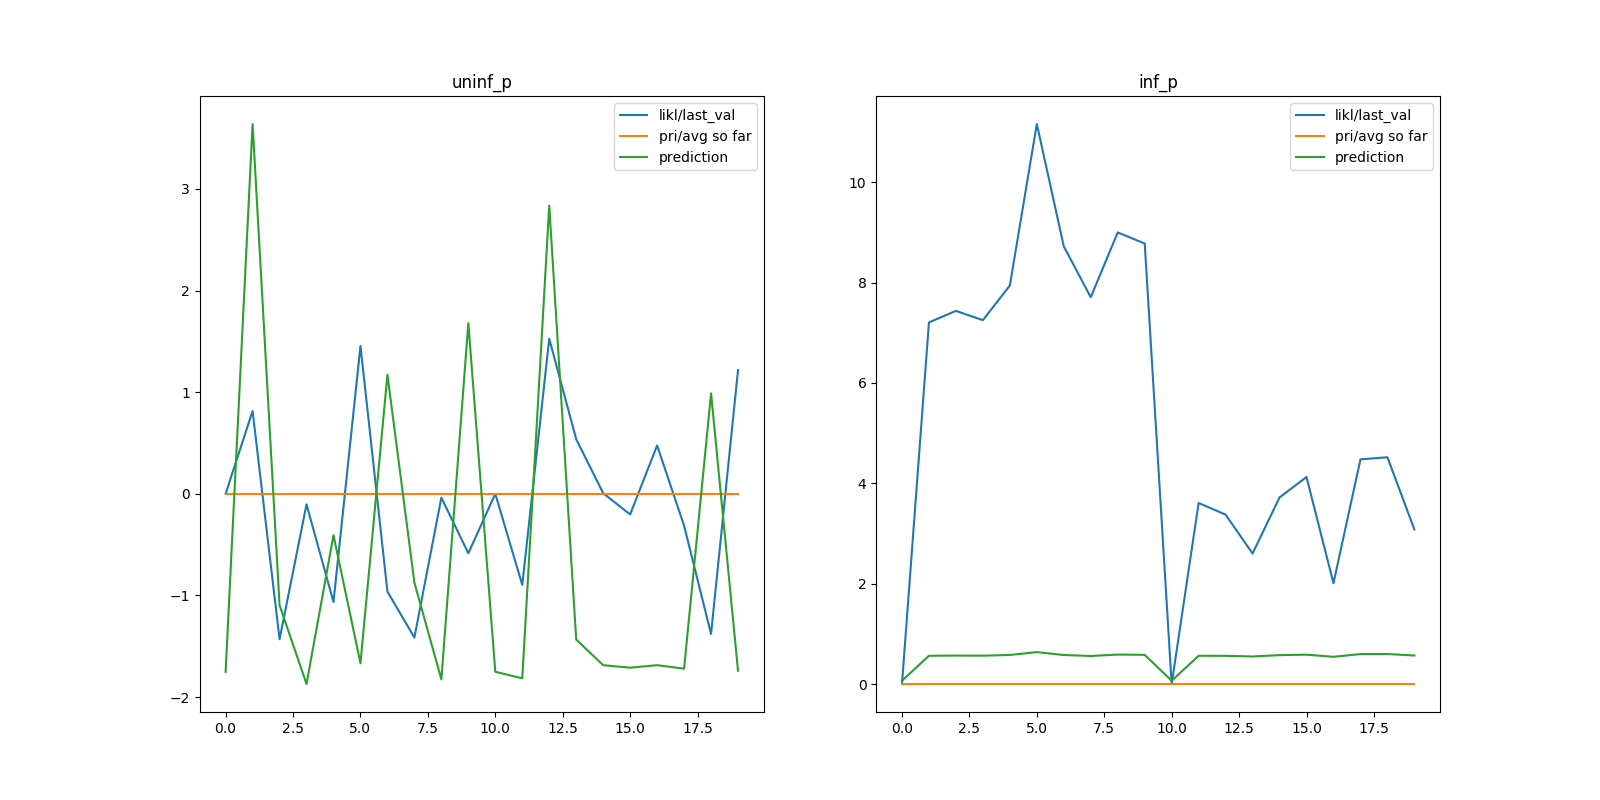 uninf_p
likl/last_val
pri/avg so far
prediction
3
2
1
0
−1
−2
0.0 2.5 5.0 7.5 10.0 12.5 15.0 17.5
inf_p
likl/last_val
pri/avg so far
prediction
10
8
6
4
2
0
0.0 2.5 5.0 7.5 10.0 12.5 15.0 17.5